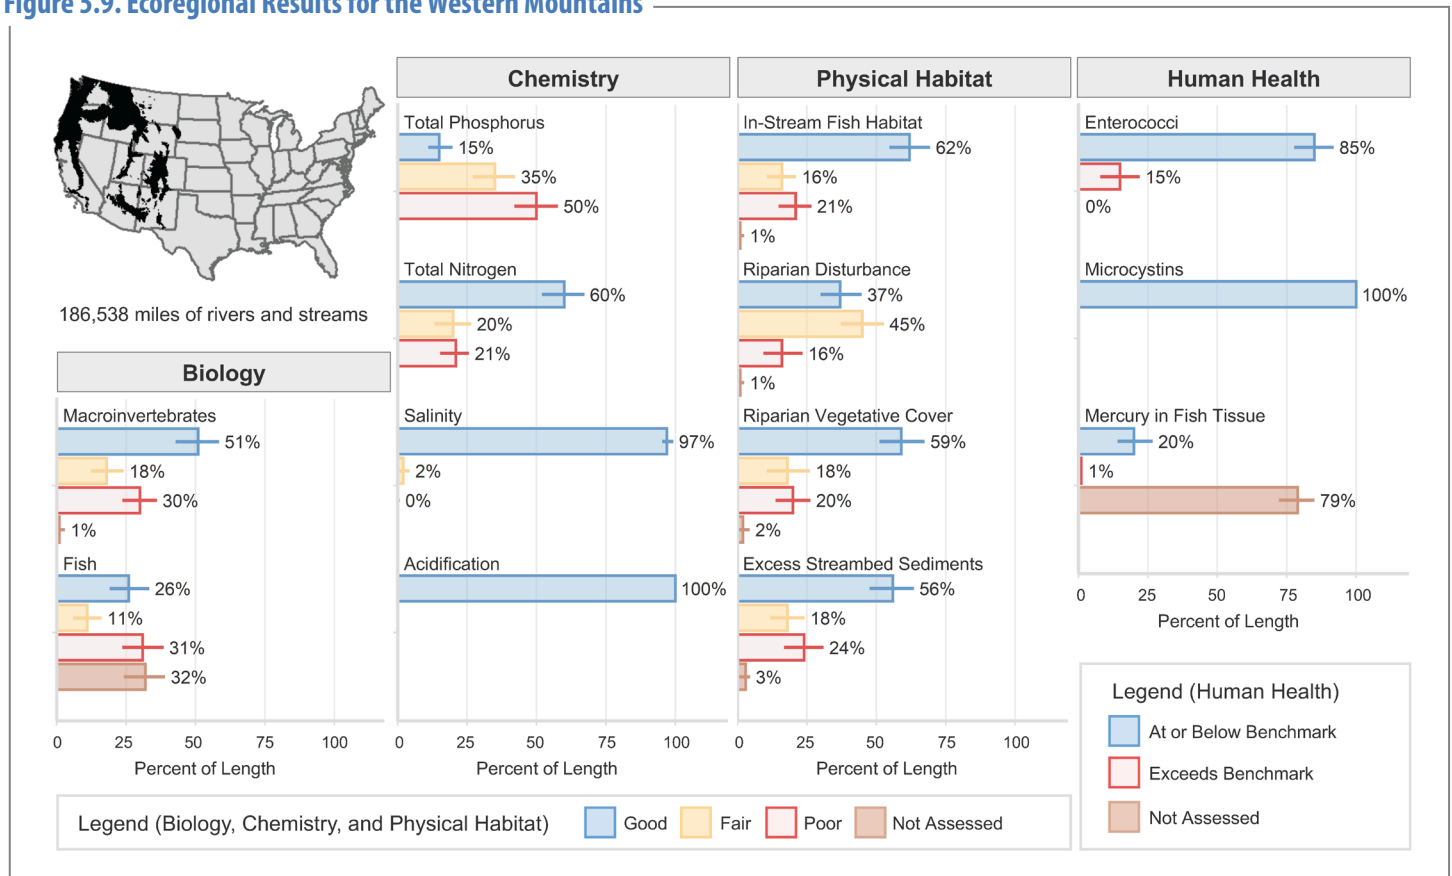 Figure 5.9. Ecoregional Results for the Western Mountains
186,538 miles of rivers and streams
Biology
Macroinvertebrates
51%
18%
30%
1%
Fish
26%
11%
31%
32%
0 25 50 75 100
Percent of Length
Chemistry
Total Phosphorus
15%
35%
50%
Total Nitrogen
60%
20%
21%
Salinity
97%
2%
0%
Acidification
100%
0 25 50 75 100
Percent of Length
Physical Habitat
In-Stream Fish Habitat
62%
16%
21%
1%
Riparian Disturbance
37%
45%
16%
1%
Riparian Vegetative Cover
59%
18%
20%
2%
Excess Streambed Sediments
56%
18%
24%
3%
0 25 50 75 100
Percent of Length
Human Health
Enterococci
85%
15%
0%
Microcystins
100%
Mercury in Fish Tissue
20%
1%
79%
0 25 50 75 100
Percent of Length
Legend (Human Health)
At or Below Benchmark
Exceeds Benchmark
Not Assessed
Legend (Biology, Chemistry, and Physical Habitat) Good Fair Poor Not Assessed